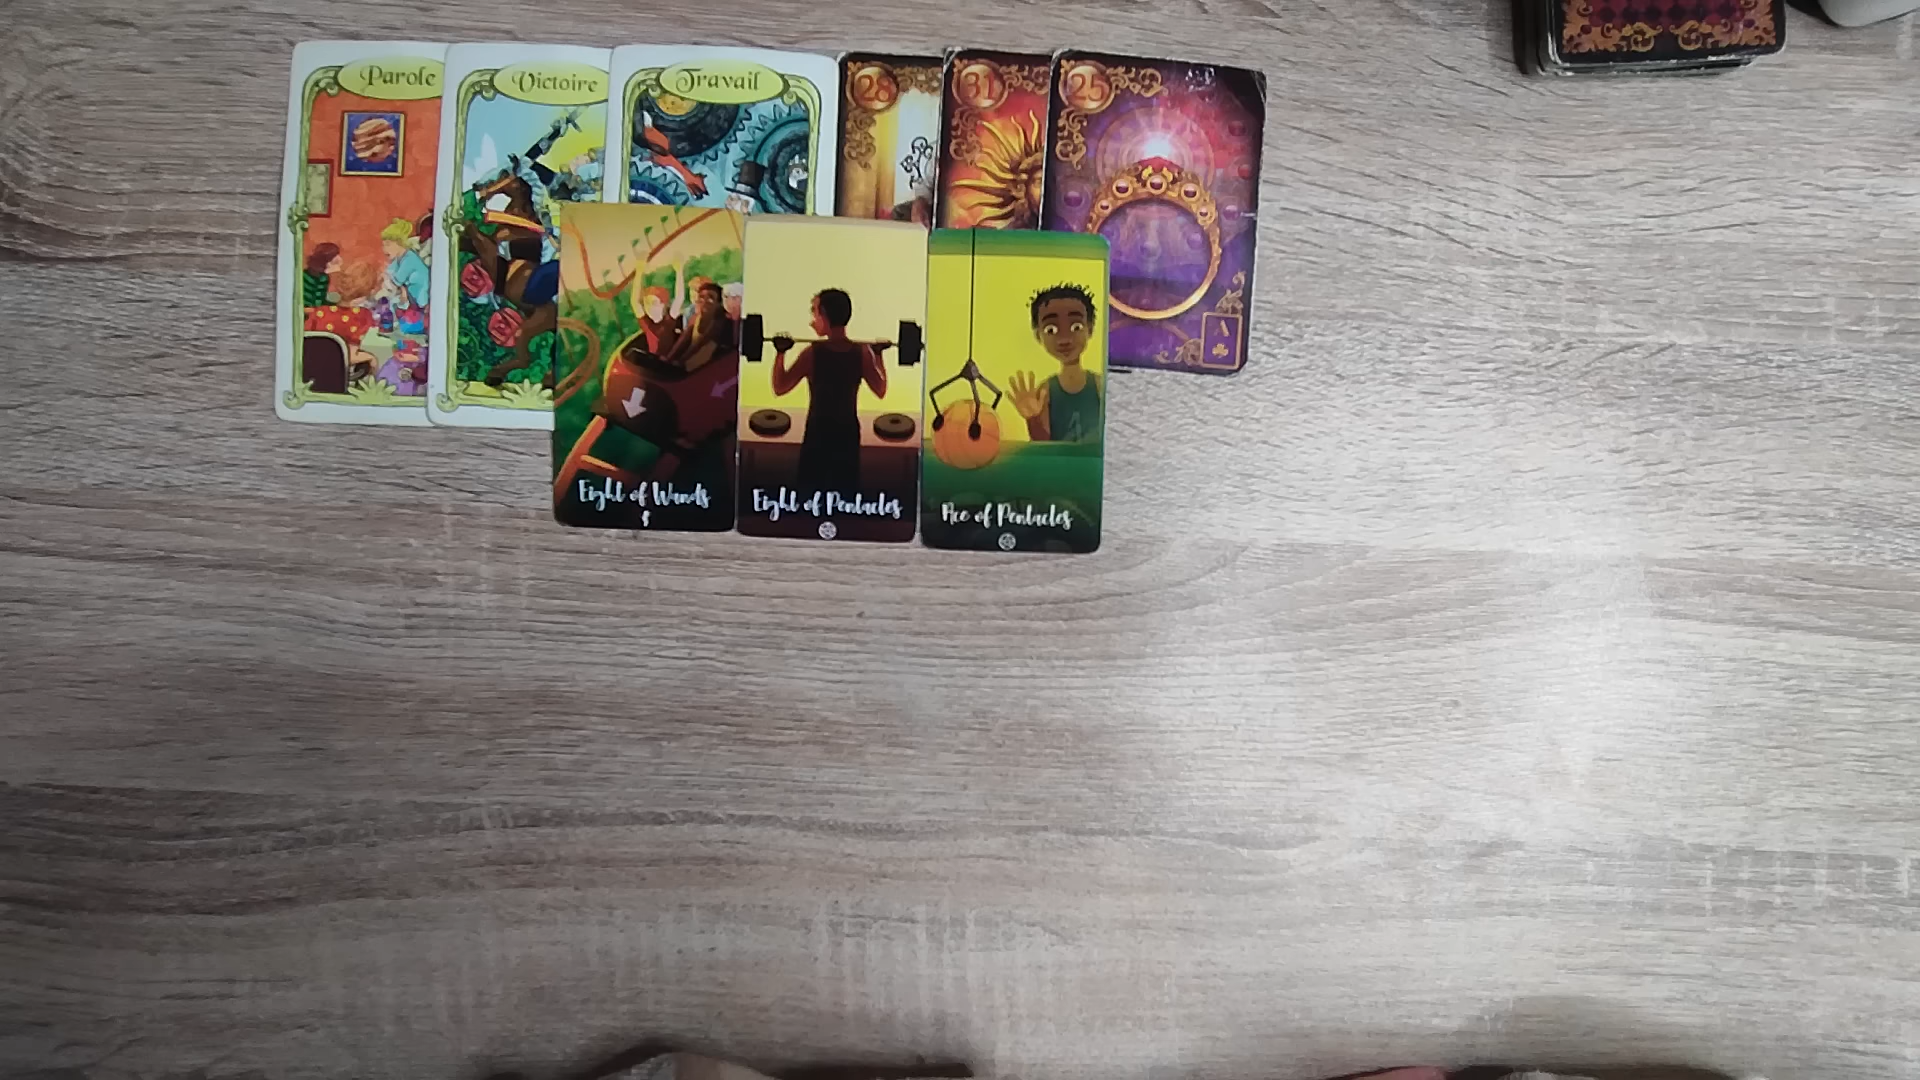 Parole
Victoire
Travail
28
31
25
A
Eight of Wands
Eight of Pentacles
Ace of Pentacles